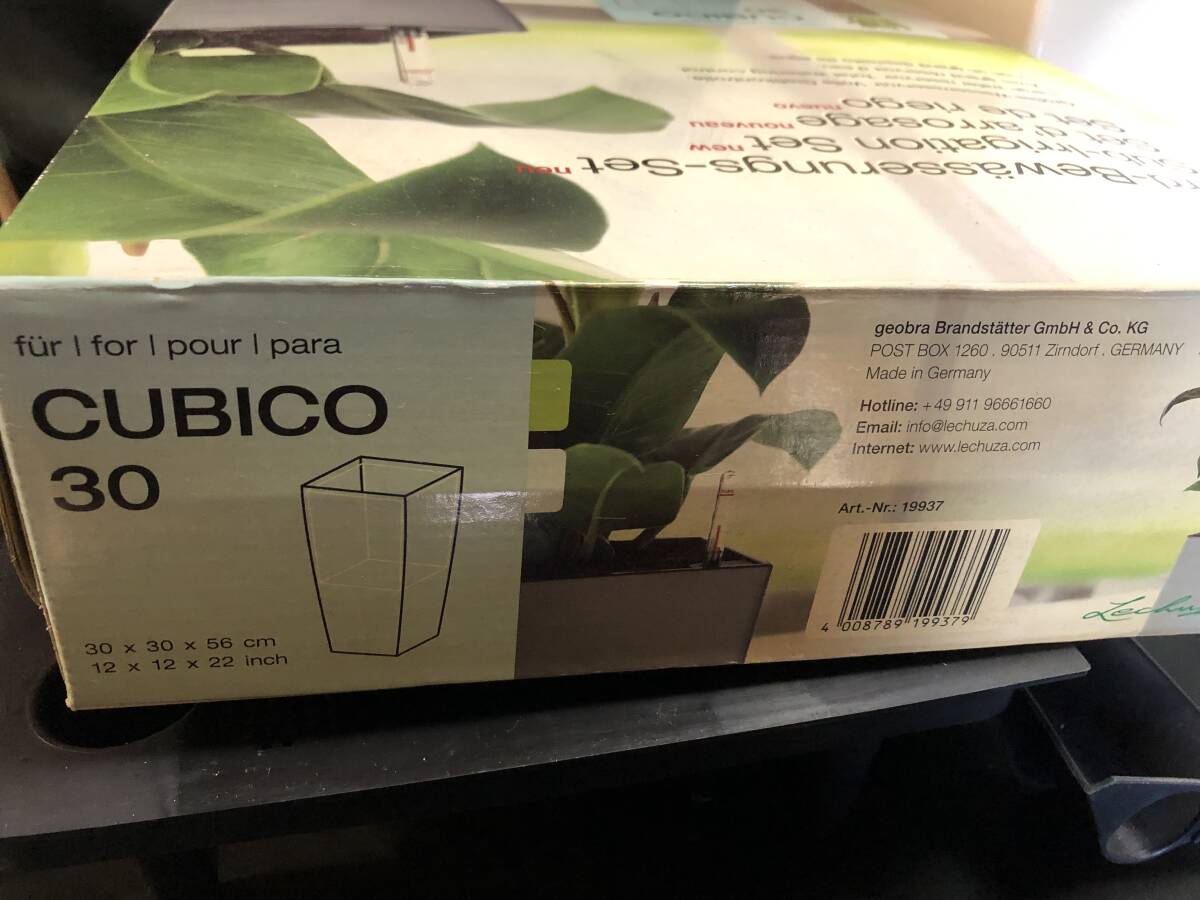 CUBICO
set de riego nuevo
set d'arrosage nouveau
Sub-Irrigation Set new
-Bewässerungs-Set neu
für | for | pour | para
CUBICO
30
30 x 30 x 56 cm
12 x 12 x 22 inch
geobra Brandstätter GmbH & Co. KG
POST BOX 1260 . 90511 Zirndorf . GERMANY
Made in Germany
Hotline: +49 911 96661660
Email: info@lechuza.com
Internet: www.lechuza.com
Art.-Nr.: 19937
4 008789 199379